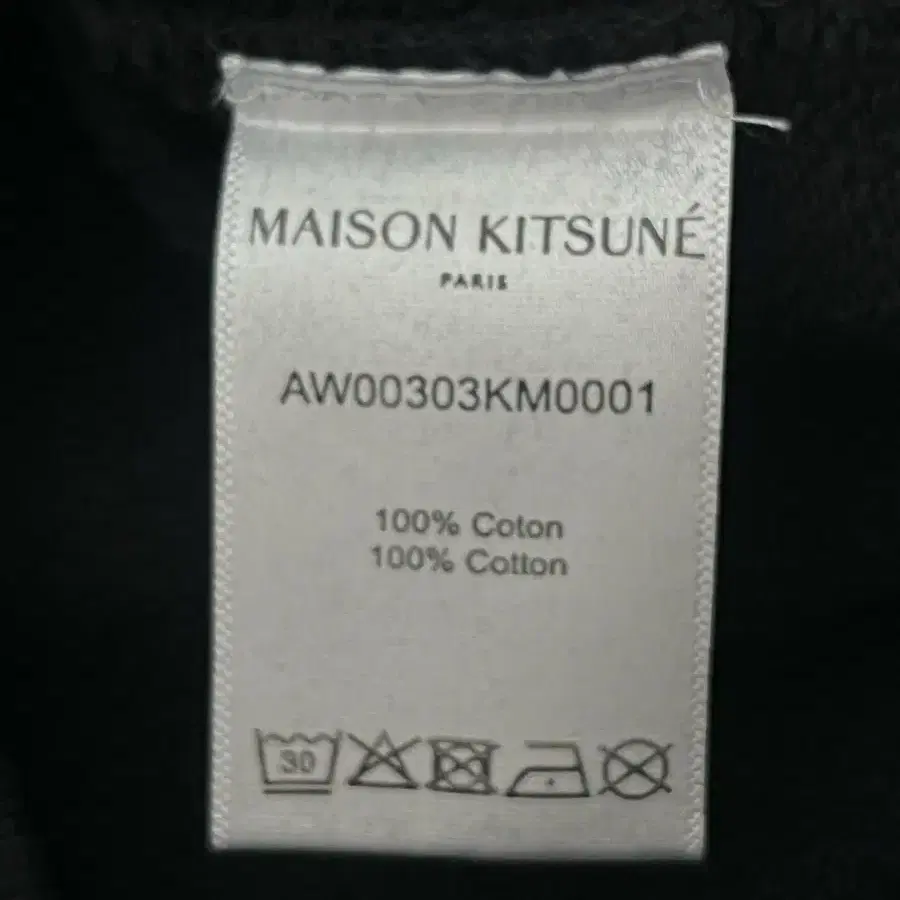 MAISON KITSUNÉ
PARIS
AW00303KM0001
100% Coton
100% Cotton
30